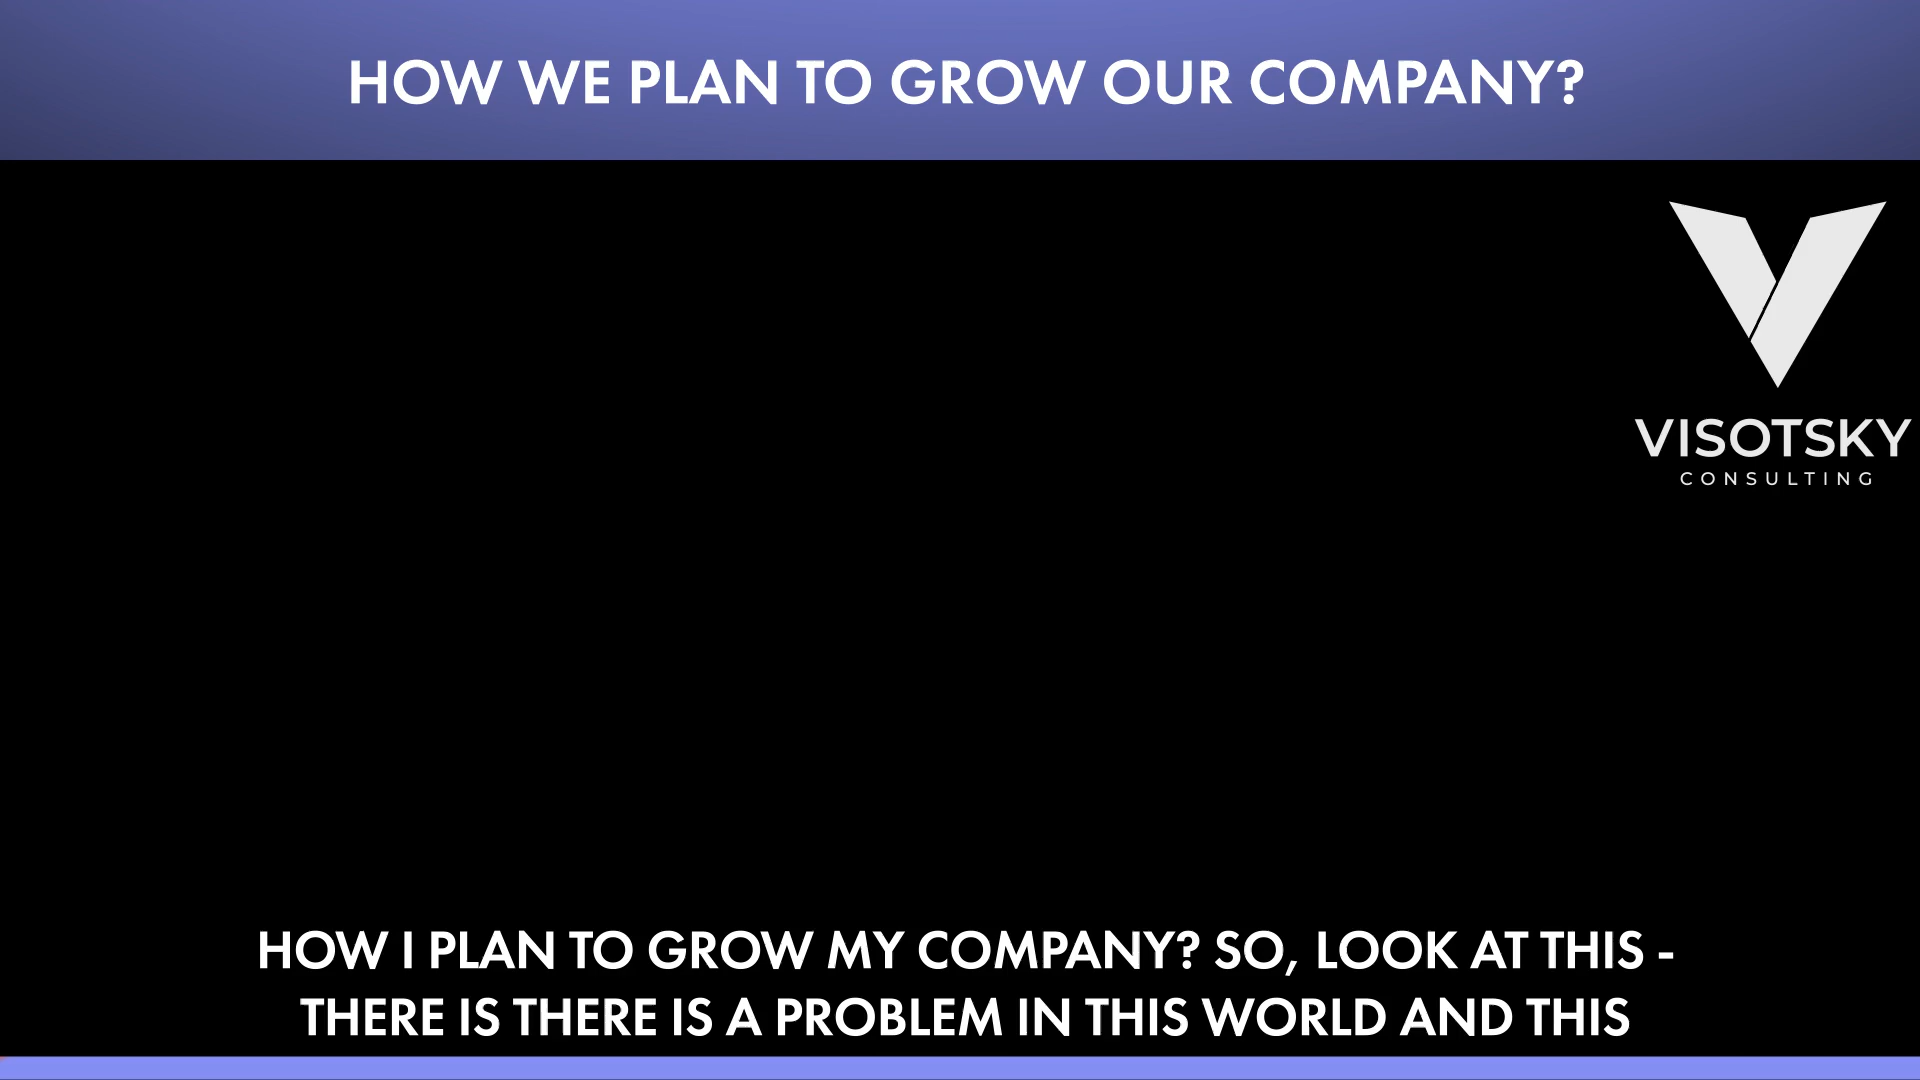 HOW WE PLAN TO GROW OUR COMPANY?
VISOTSKY
CONSULTING
HOW I PLAN TO GROW MY COMPANY? SO, LOOK AT THIS -
THERE IS THERE IS A PROBLEM IN THIS WORLD AND THIS